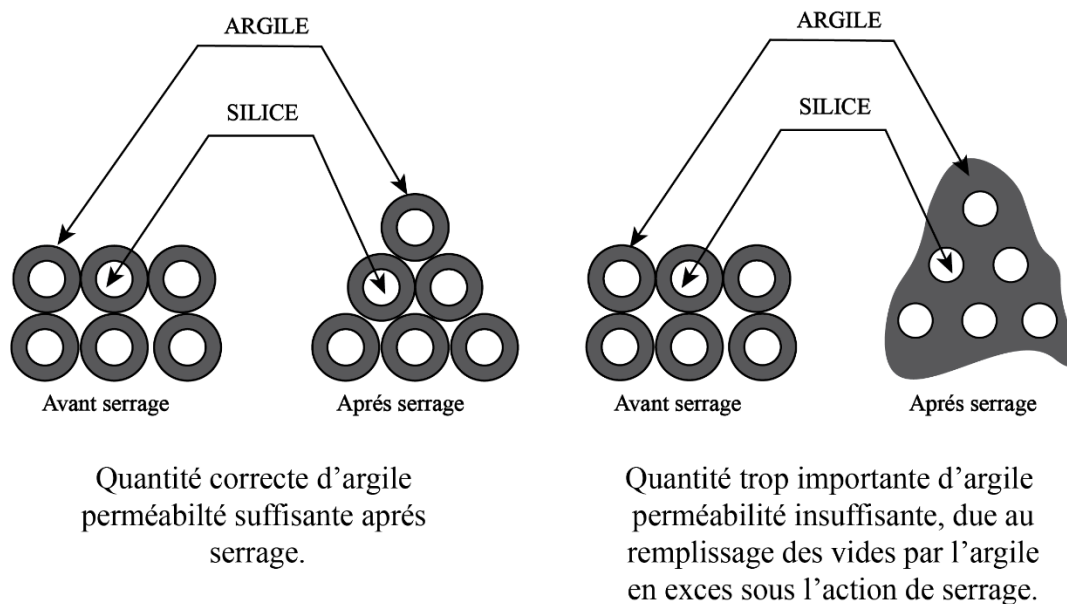 ARGILE
SILICE
Avant serrage
Aprés serrage
Quantité correcte d'argile
perméabilté suffisante aprés
serrage.
ARGILE
SILICE
Avant serrage
Aprés serrage
Quantité trop importante d'argile
perméabilité insuffisante, due au
remplissage des vides par l'argile
en exces sous l'action de serrage.